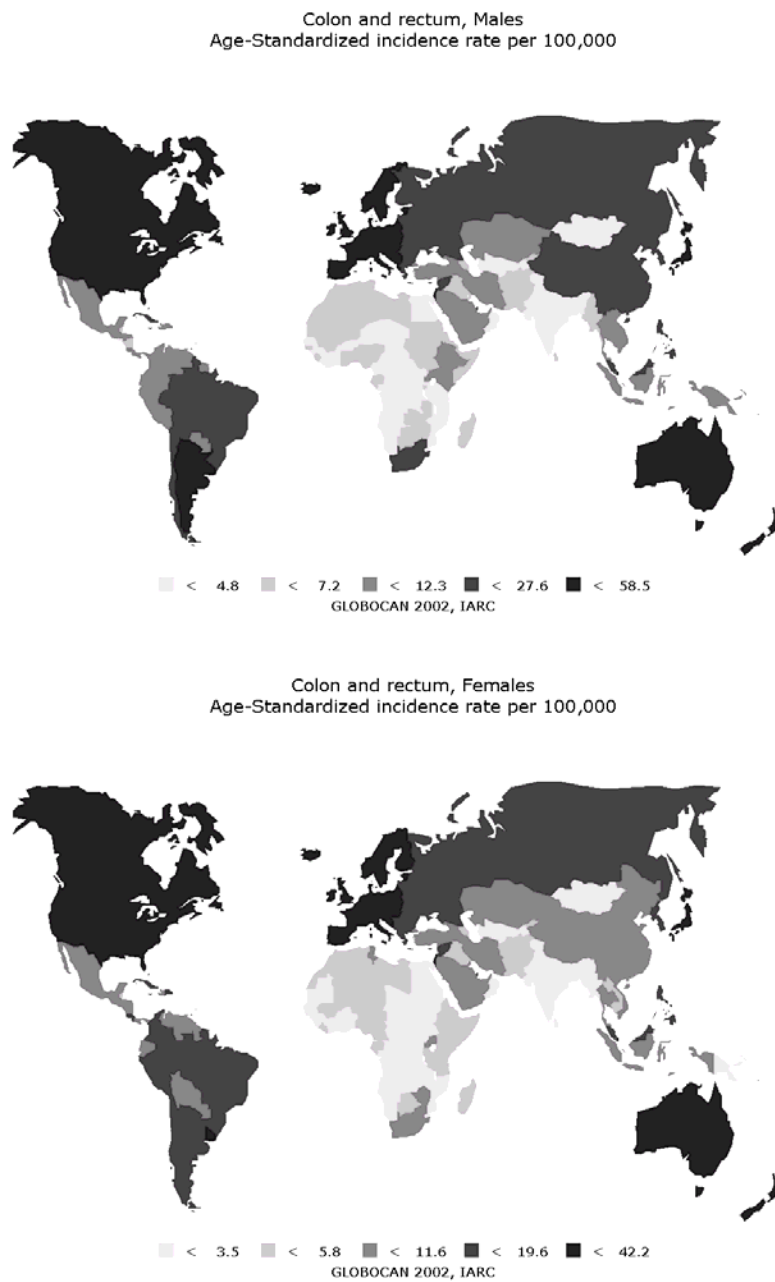 Colon and rectum, Males
Age-Standardized incidence rate per 100,000
< 4.8 < 7.2 < 12.3 < 27.6 < 58.5
GLOBOCAN 2002, IARC
Colon and rectum, Females
Age-Standardized incidence rate per 100,000
< 3.5 < 5.8 < 11.6 < 19.6 < 42.2
GLOBOCAN 2002, IARC